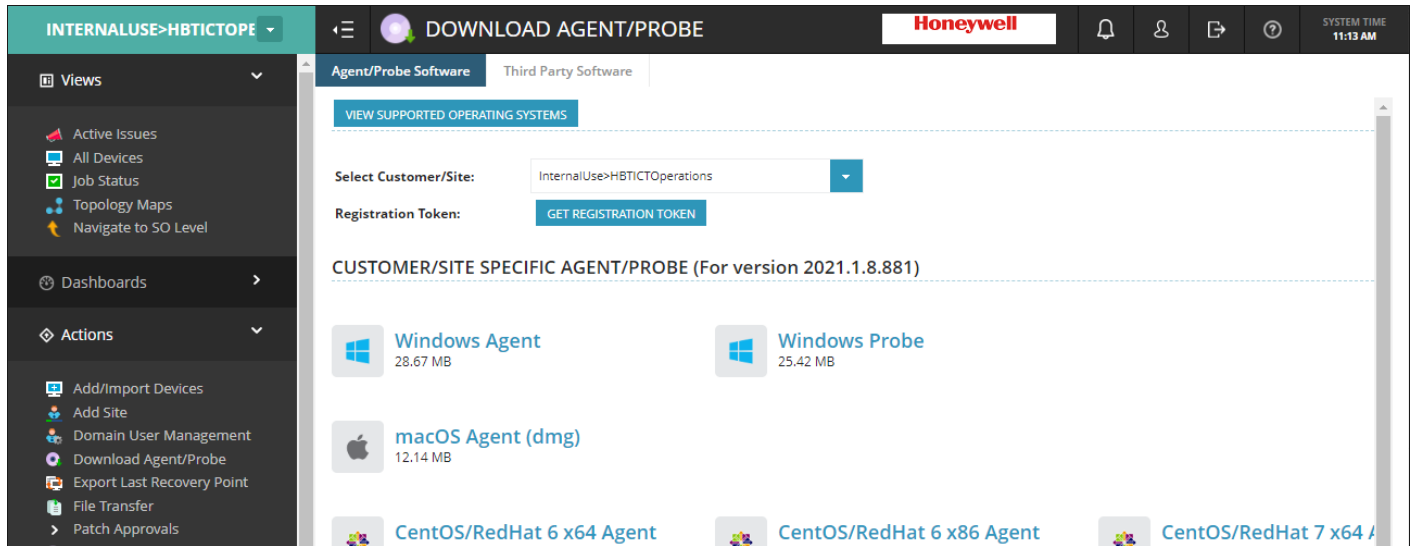 INTERNALUSE>HBTICTOPE
DOWNLOAD AGENT/PROBE
Honeywell
SYSTEM TIME
11:13 AM
Views
Active Issues
All Devices
Job Status
Topology Maps
Navigate to SO Level
Dashboards
Actions
Add/Import Devices
Add Site
Domain User Management
Download Agent/Probe
Export Last Recovery Point
File Transfer
Patch Approvals
Agent/Probe Software
Third Party Software
VIEW SUPPORTED OPERATING SYSTEMS
Select Customer/Site:
InternalUse>HBTICTOperations
Registration Token:
GET REGISTRATION TOKEN
CUSTOMER/SITE SPECIFIC AGENT/PROBE (For version 2021.1.8.881)
Windows Agent
28.67 MB
Windows Probe
25.42 MB
macOS Agent (dmg)
12.14 MB
CentOS/RedHat 6 x64 Agent
CentOS/RedHat 6 x86 Agent
CentOS/RedHat 7 x64